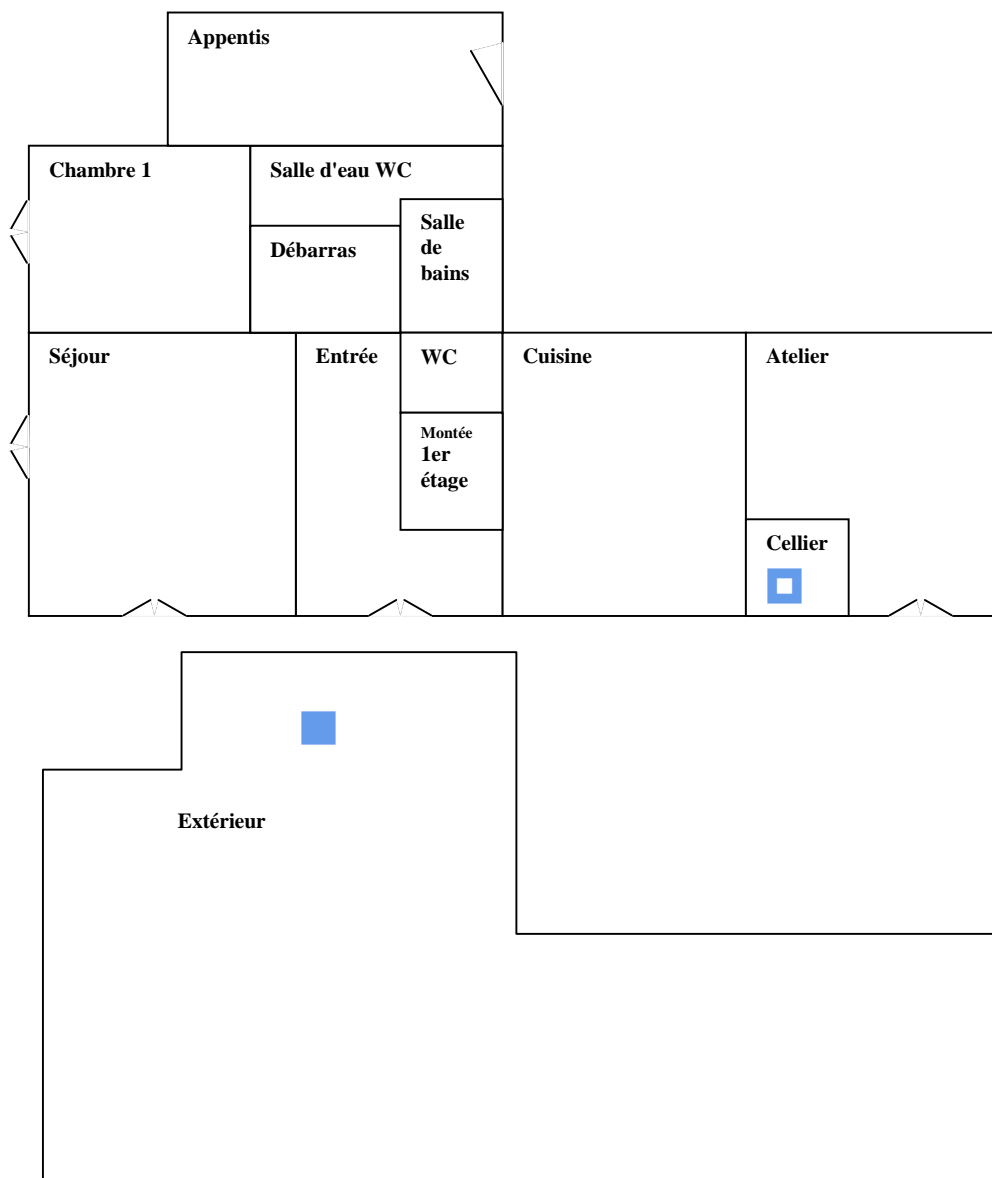 Appentis
Chambre 1
Salle d'eau WC
Salle
de
bains
Débarras
Séjour
Entrée
WC
Cuisine
Atelier
Montée
1er
étage
Cellier
Extérieur